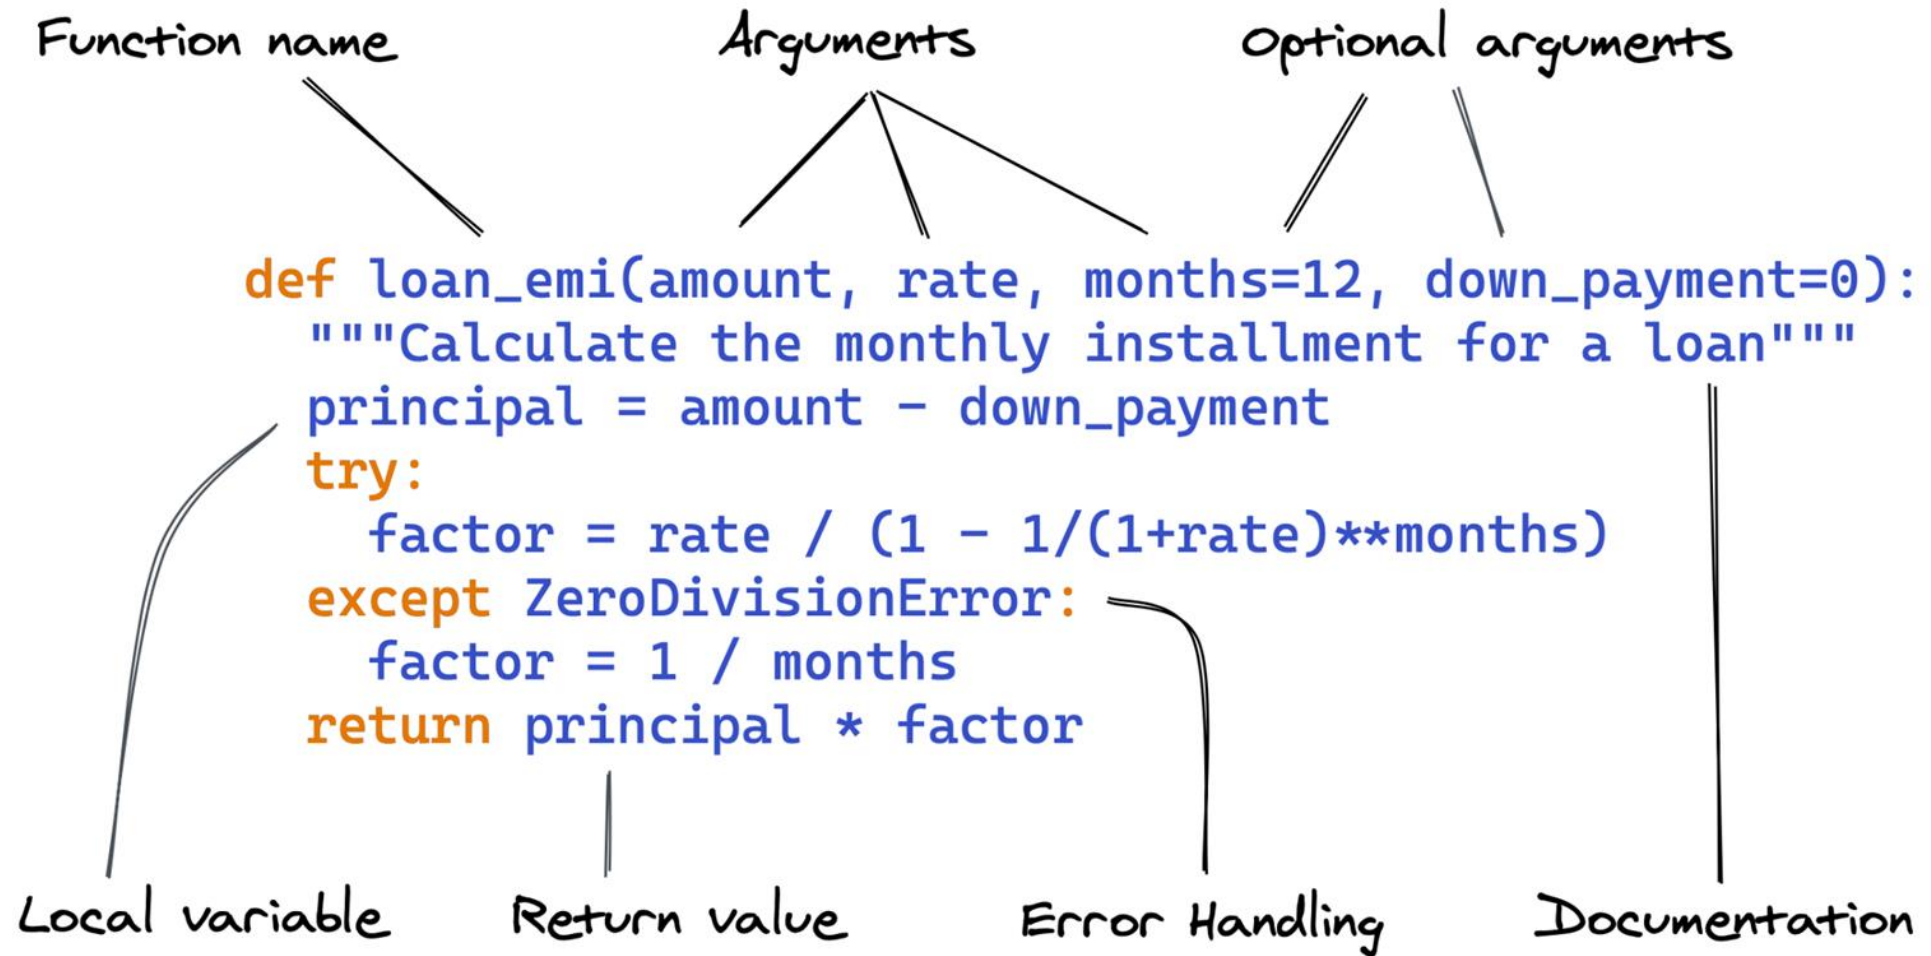 Function name Arguments Optional arguments
def loan_emi(amount, rate, months=12, down_payment=0):
"""Calculate the monthly installment for a loan"""
principal = amount - down_payment
try:
factor = rate / (1 - 1/(1+rate)**months)
except ZeroDivisionError:
factor = 1 / months
return principal * factor
Local variable Return value Error Handling Documentation